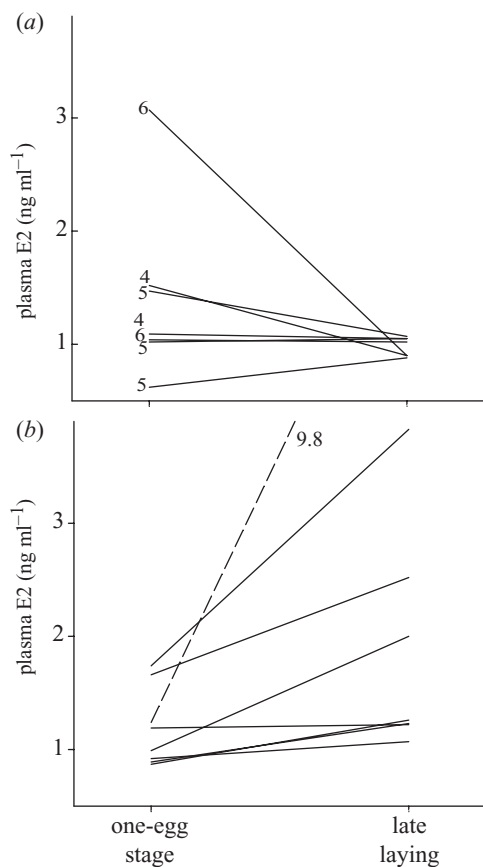 (a)
plasma E2 (ng ml⁻¹)
3
2
1
6
4
5
4
6
5
5
(b)
plasma E2 (ng ml⁻¹)
3
2
1
9.8
one-egg
stage
late
laying